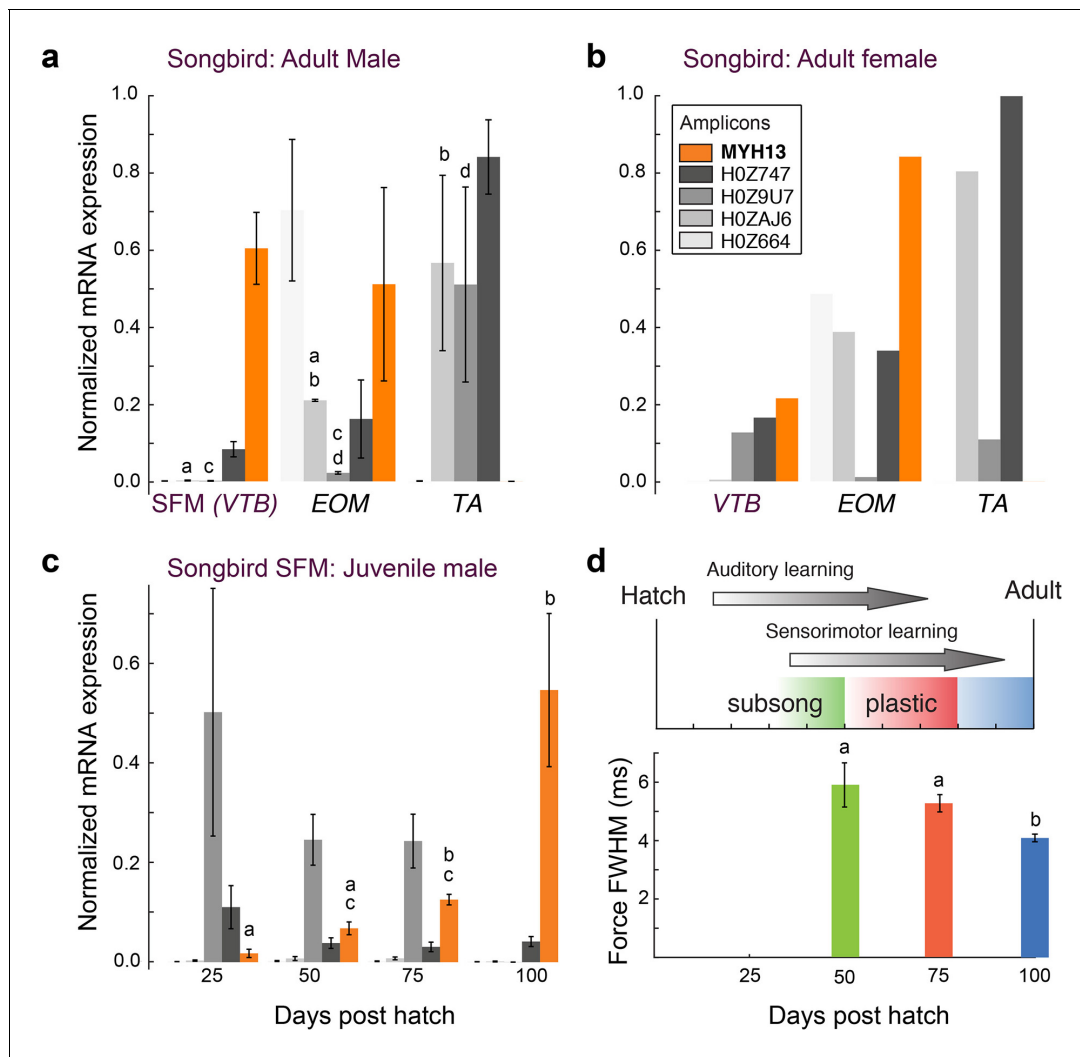 a
Songbird: Adult Male
Normalized mRNA expression
1.0
0.8
0.6
0.4
0.2
0.0
a
c
a
b
c
d
b
d
SFM (VTB)
EOM
TA
b
Songbird: Adult female
1.0
0.8
0.6
0.4
0.2
0.0
Amplicons
MYH13
H0Z747
H0Z9U7
H0ZAJ6
H0Z664
VTB
EOM
TA
c
Songbird SFM: Juvenile male
Normalized mRNA expression
0.6
0.4
0.2
0.0
a
a
c
b
c
b
25
50
75
100
Days post hatch
d
Auditory learning
Hatch
Adult
Sensorimotor learning
subsong
plastic
Force FWHM (ms)
6
4
2
a
a
b
25
50
75
100
Days post hatch